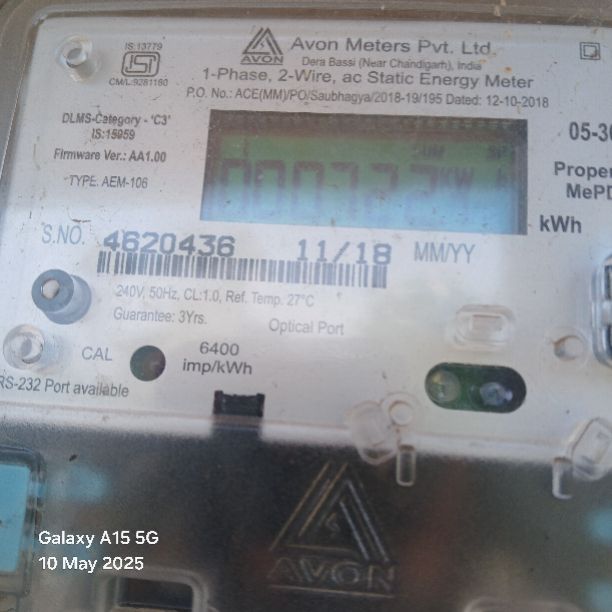 IS:13779
ISI
CM/L:9281160
AVON
Avon Meters Pvt. Ltd.
Dera Bassi (Near Chandigarh), India
1-Phase, 2-Wire, ac Static Energy Meter
P.O. No.: ACE(MM)/PO/Saubhagya/2018-19/195 Dated: 12-10-2018
DLMS-Category - 'C3'
IS:15959
Firmware Ver.: AA1.00
TYPE: AEM-106
05-30
Proper
MePD
kWh
S.NO. 4620436 11/18 MM/YY
240V, 50Hz, CL:1.0, Ref. Temp. 27°C
Guarantee: 3Yrs.
Optical Port
CAL
6400
imp/kWh
RS-232 Port available
AVON
Galaxy A15 5G
10 May 2025